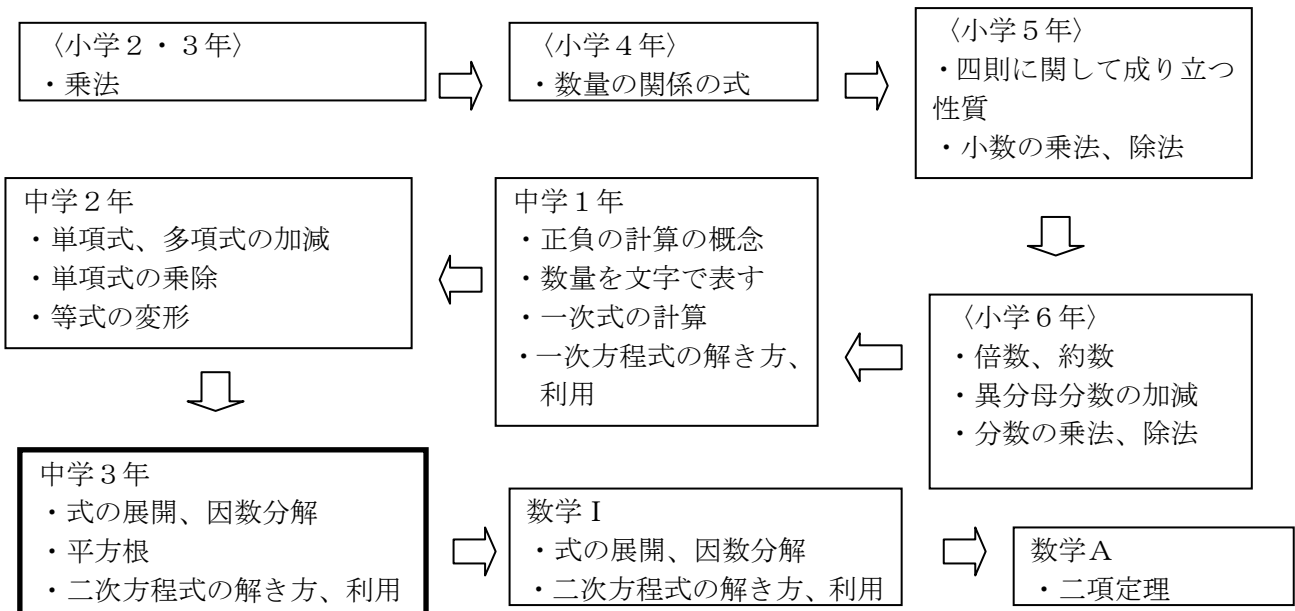 〈小学２・３年〉
・乗法
〈小学４年〉
・数量の関係の式
〈小学５年〉
・四則に関して成り立つ
性質
・小数の乗法、除法
〈小学６年〉
・倍数、約数
・異分母分数の加減
・分数の乗法、除法
中学１年
・正負の計算の概念
・数量を文字で表す
・一次式の計算
・一次方程式の解き方、
利用
中学２年
・単項式、多項式の加減
・単項式の乗除
・等式の変形
中学３年
・式の展開、因数分解
・平方根
・二次方程式の解き方、利用
数学Ⅰ
・式の展開、因数分解
・二次方程式の解き方、利用
数学Ａ
・二項定理